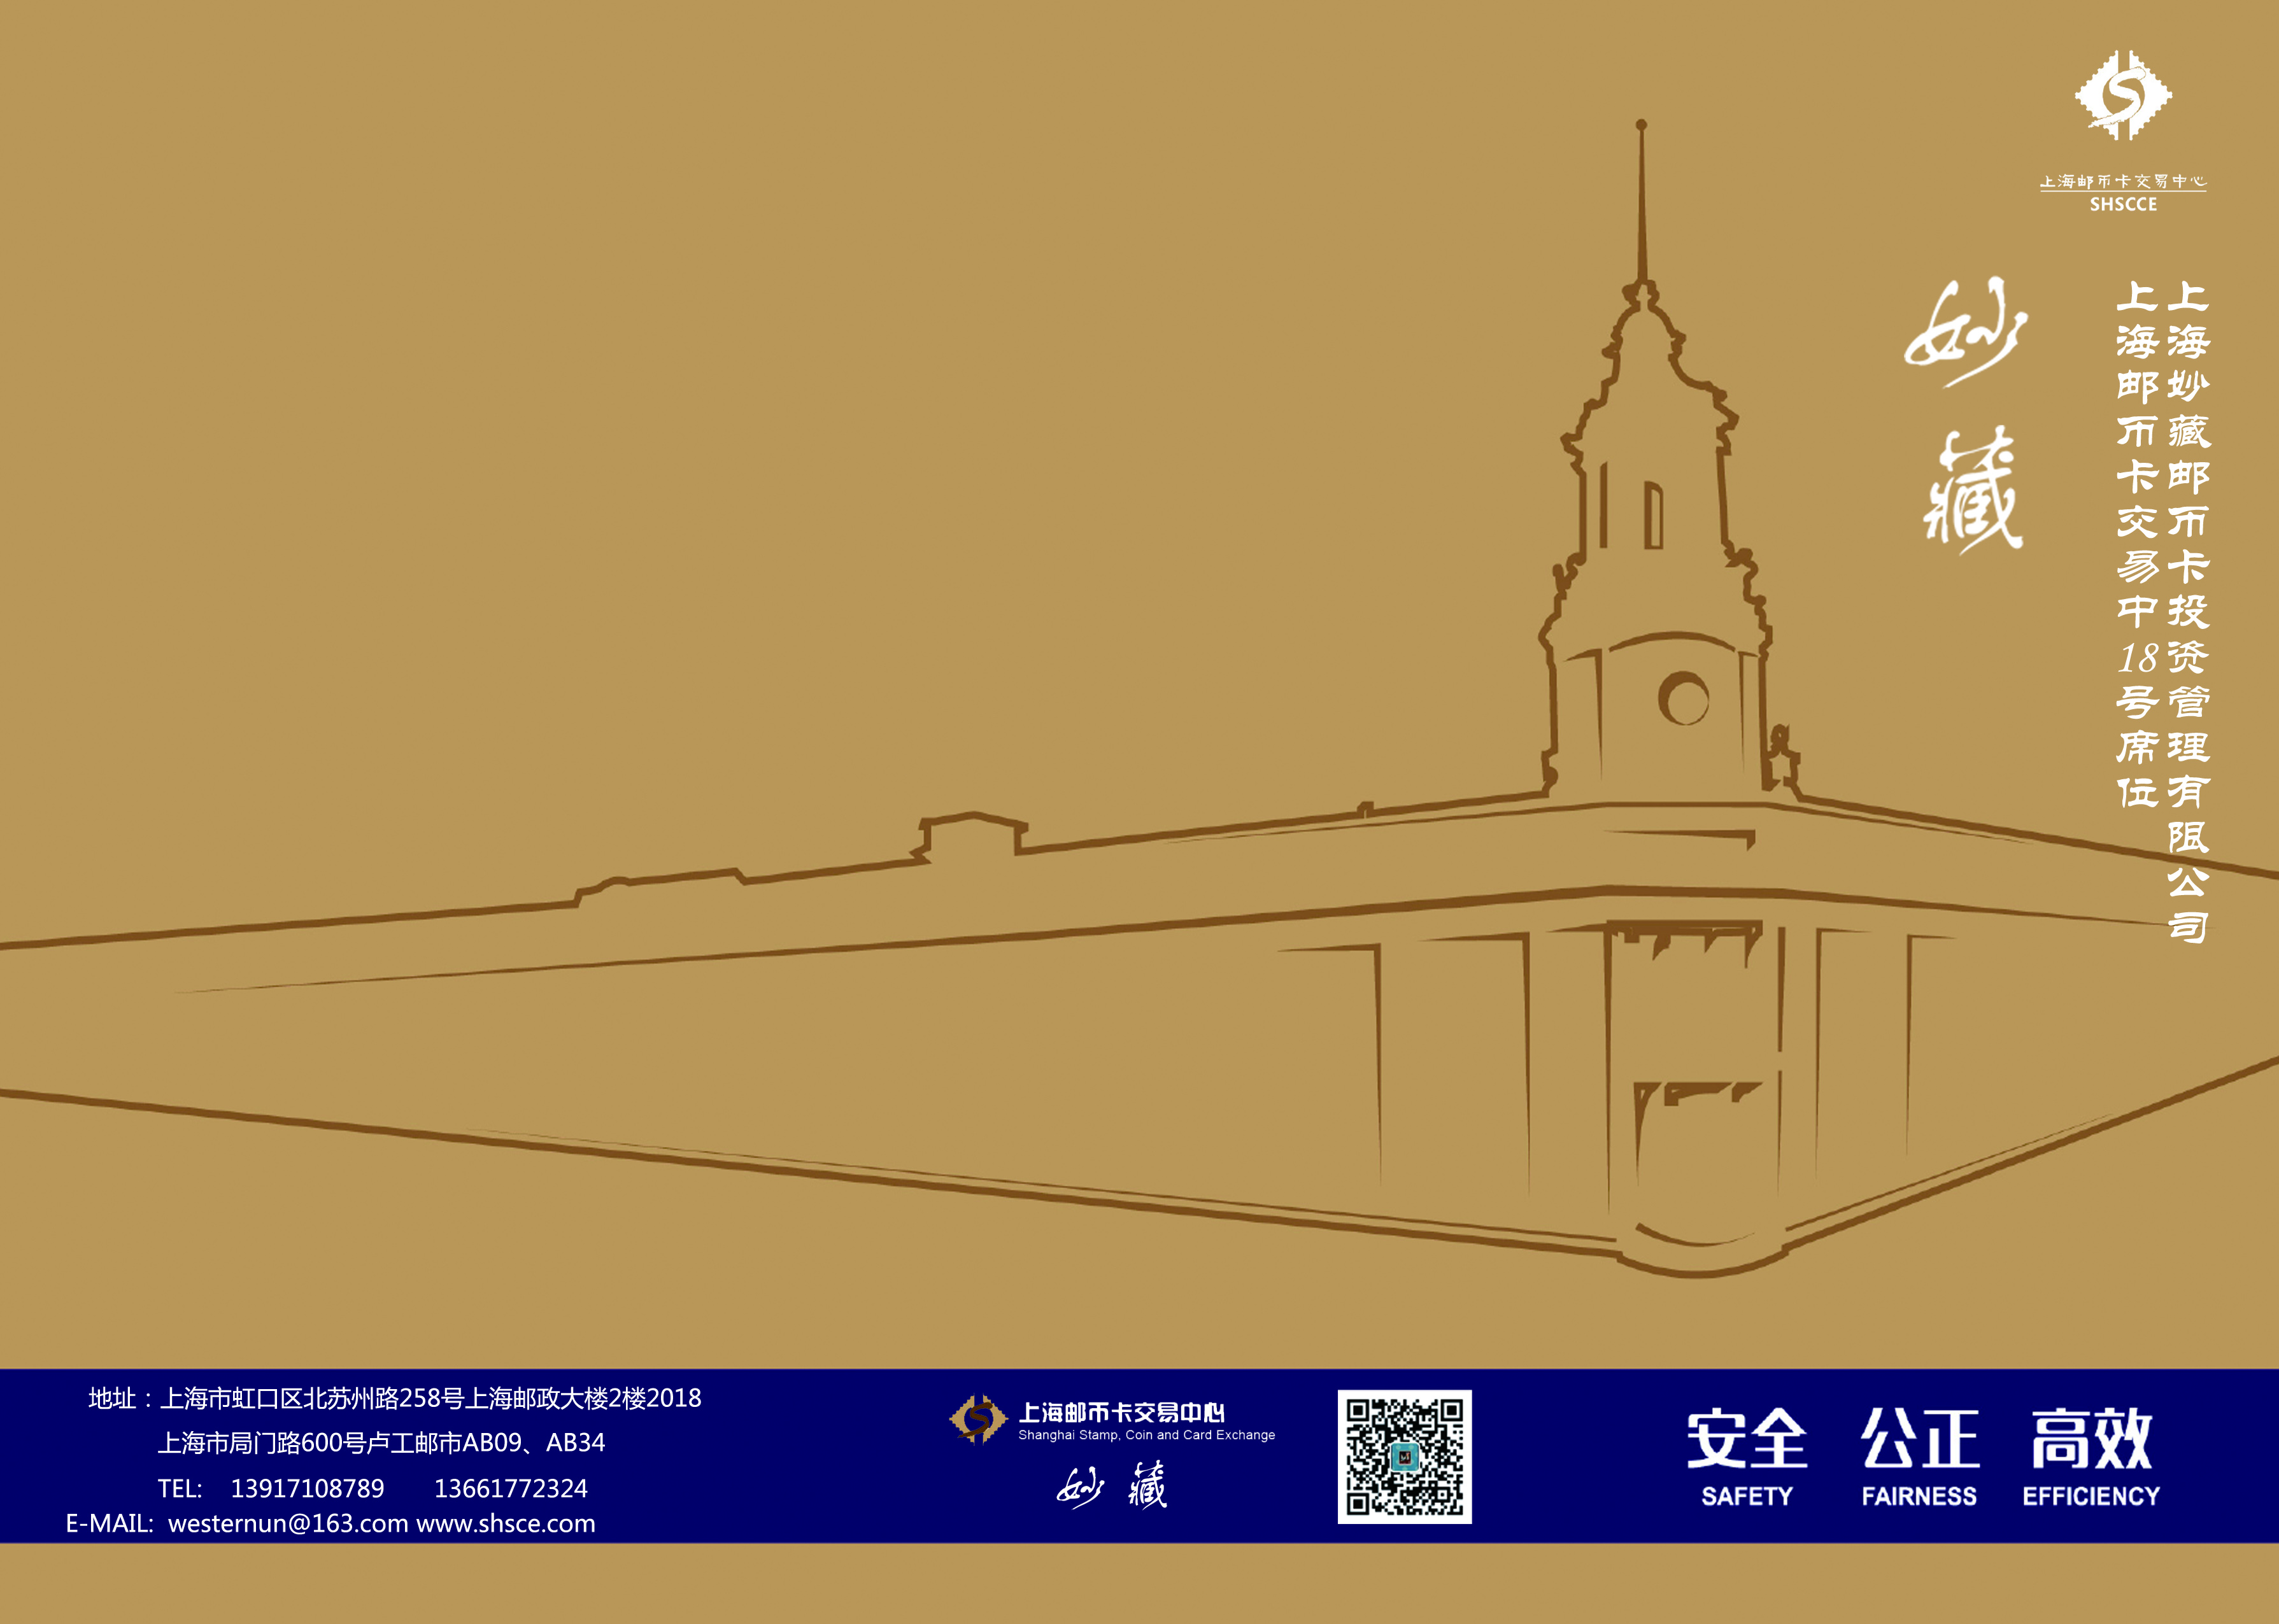 上海邮币卡交易中心
SHSCCE
上海妙藏邮币卡投资管理有限公司
上海邮币卡交易中18号席位
妙藏
地址：上海市虹口区北苏州路258号上海邮政大楼2楼2018
上海市局门路600号卢工邮市AB09、AB34
TEL: 13917108789 13661772324
E-MAIL: westernun@163.com www.shsce.com
上海邮币卡交易中心
Shanghai Stamp, Coin and Card Exchange
妙藏
安全 公正 高效
SAFETY FAIRNESS EFFICIENCY